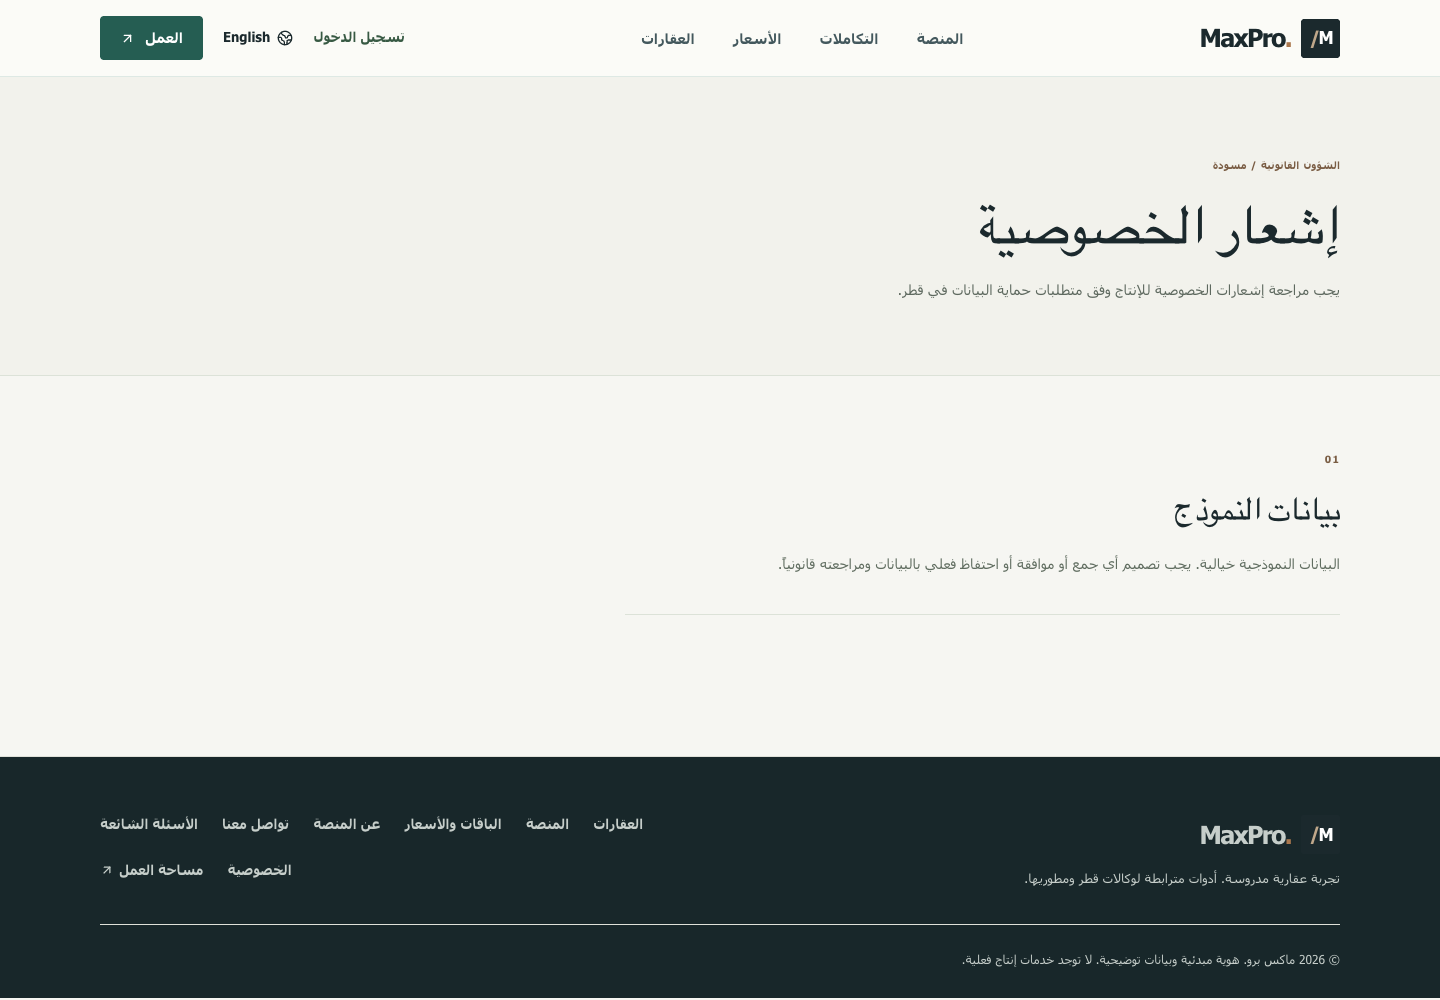 M/ MaxPro.
المنصة التكاملات الأسعار العقارات
تسجيل الدخول English العمل
الشؤون القانونية / مسودة
إشعار الخصوصية
يجب مراجعة إشعارات الخصوصية للإنتاج وفق متطلبات حماية البيانات في قطر.
01
بيانات النموذج
البيانات النموذجية خيالية. يجب تصميم أي جمع أو موافقة أو احتفاظ فعلي بالبيانات ومراجعته قانونياً.
M/ MaxPro.
تجربة عقارية مدروسة. أدوات مترابطة لوكالات قطر ومطوريها.
العقارات المنصة الباقات والأسعار عن المنصة تواصل معنا الأسئلة الشائعة
الخصوصية مساحة العمل
© 2026 ماكس برو. هوية مبدئية وبيانات توضيحية. لا توجد خدمات إنتاج فعلية.